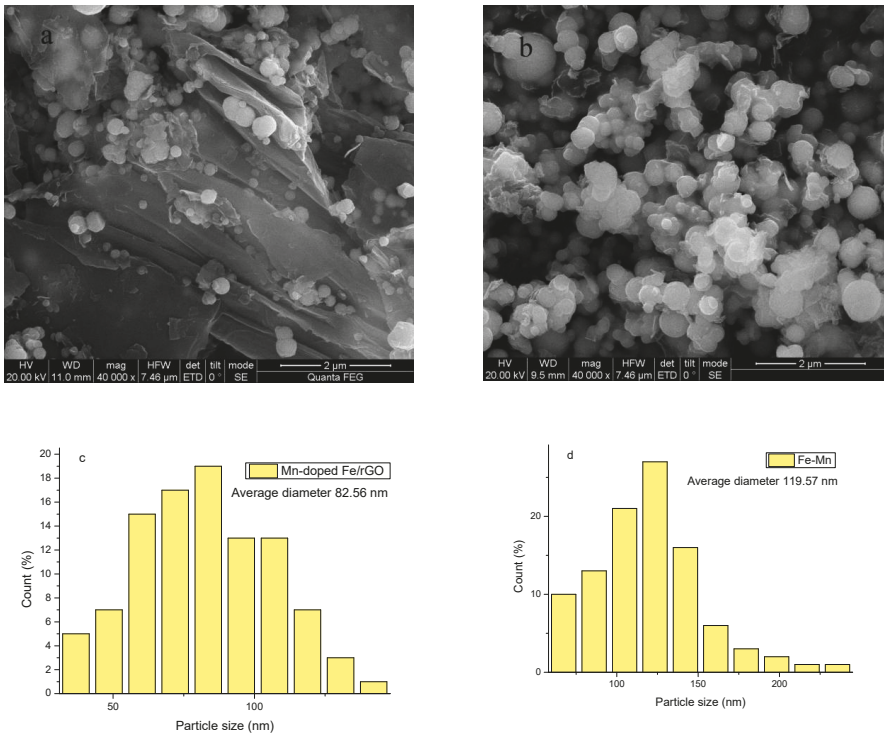 a
HV WD mag HFW det tilt mode 2 µm
20.00 kV 11.0 mm 40 000 x 7.46 µm ETD 0 ° SE Quanta FEG
b
HV WD mag HFW det tilt mode 2 µm
20.00 kV 9.5 mm 40 000 x 7.46 µm ETD 0 ° SE
c
Mn-doped Fe/rGO
Average diameter 82.56 nm
Count (%)
20
18
16
14
12
10
8
6
4
2
0
50 100
Particle size (nm)
d
Fe-Mn
Average diameter 119.57 nm
Count (%)
20
10
0
100 150 200
Particle size (nm)